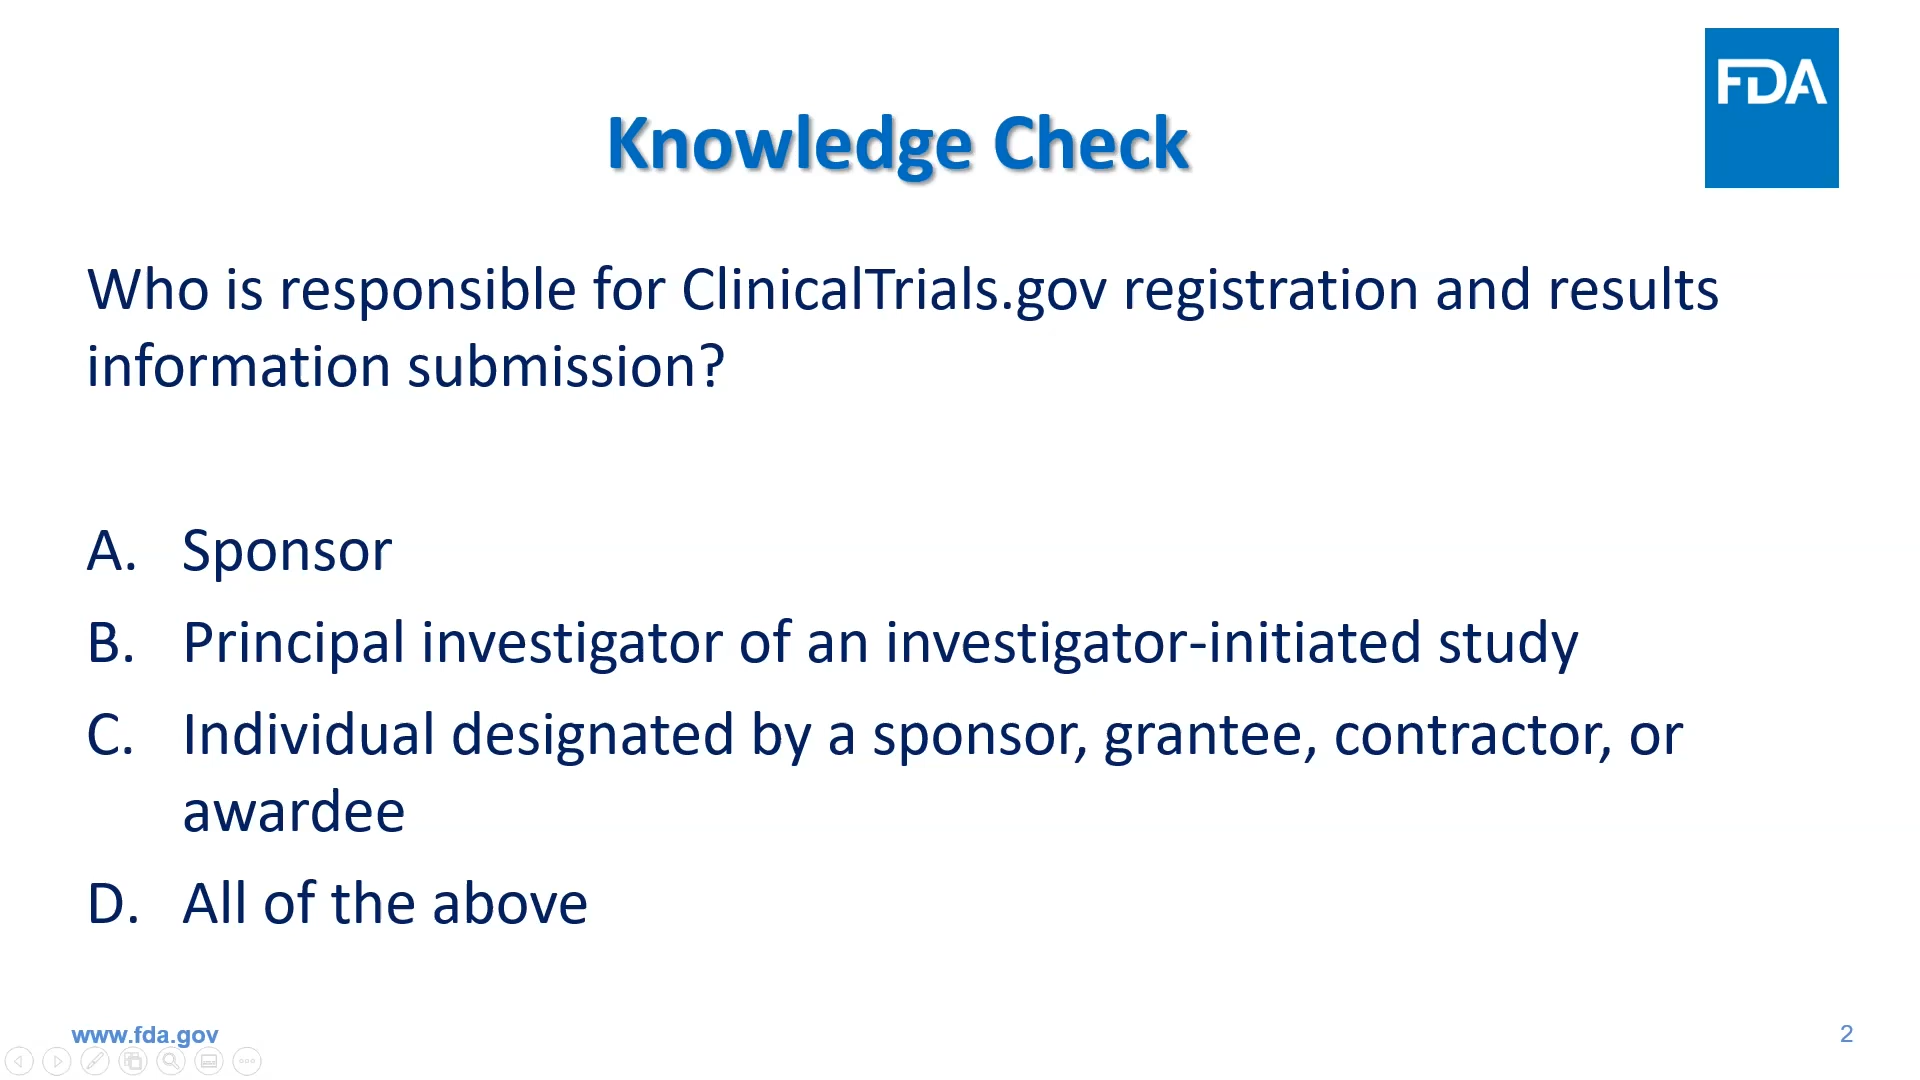 FDA
Knowledge Check
Who is responsible for ClinicalTrials.gov registration and results
information submission?
A. Sponsor
B. Principal investigator of an investigator-initiated study
C. Individual designated by a sponsor, grantee, contractor, or
awardee
D. All of the above
www.fda.gov
2